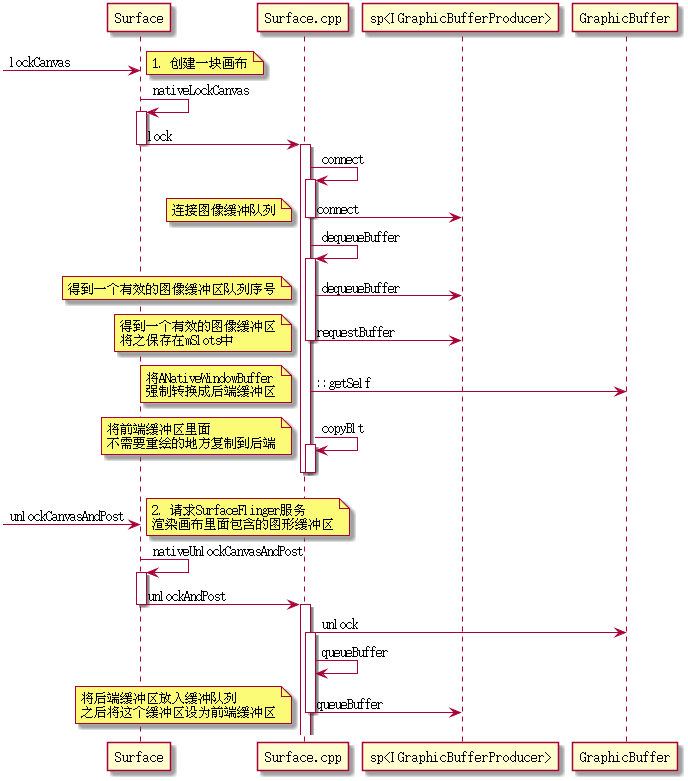 Surface
Surface.cpp
sp<IGraphicBufferProducer>
GraphicBuffer
lockCanvas
1. 创建一块画布
nativeLockCanvas
lock
connect
连接图像缓冲队列
connect
dequeueBuffer
得到一个有效的图像缓冲区队列序号
dequeueBuffer
得到一个有效的图像缓冲区
将之保存在mSlots中
requestBuffer
将ANativeWindowBuffer
强制转换成后端缓冲区
::getSelf
将前端缓冲区里面
不需要重绘的地方复制到后端
copyBlt
unlockCanvasAndPost
2. 请求SurfaceFlinger服务
渲染画布里面包含的图形缓冲区
nativeUnlockCanvasAndPost
unlockAndPost
unlock
queueBuffer
将后端缓冲区放入缓冲队列
之后将这个缓冲区设为前端缓冲区
queueBuffer
Surface
Surface.cpp
sp<IGraphicBufferProducer>
GraphicBuffer